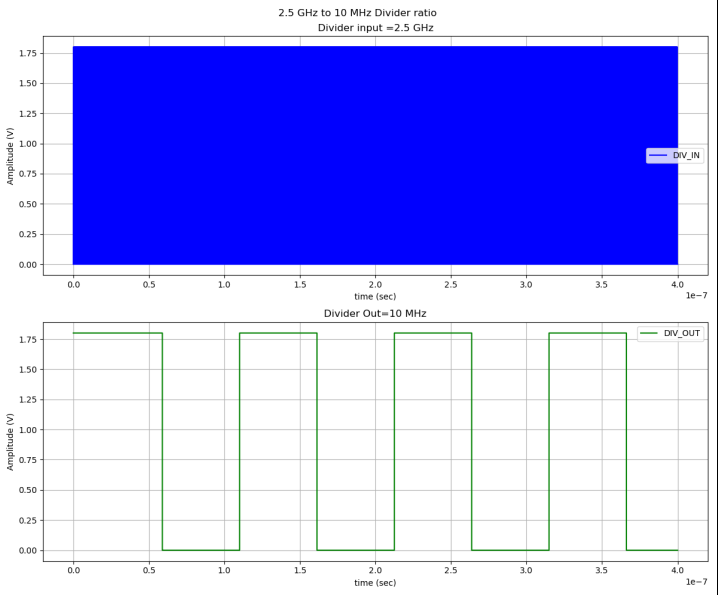 2.5 GHz to 10 MHz Divider ratio
Divider input =2.5 GHz
1.75
1.50
1.25
1.00
0.75
0.50
0.25
0.00
Amplitude (V)
DIV_IN
0.0 0.5 1.0 1.5 2.0 2.5 3.0 3.5 4.0
time (sec)
1e−7
Divider Out=10 MHz
1.75
1.50
1.25
1.00
0.75
0.50
0.25
0.00
Amplitude (V)
DIV_OUT
0.0 0.5 1.0 1.5 2.0 2.5 3.0 3.5 4.0
time (sec)
1e−7